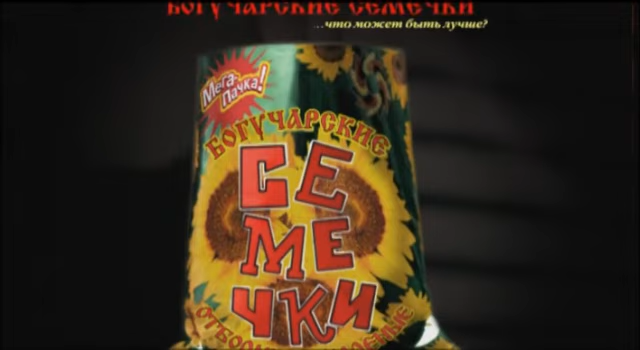 БОГУЧАРСКИЕ СЕМЕЧКИ
...что может быть лучше?
Мега-
Пачка!
БОГУЧАРСКИЕ
СЕ
МЕ
ЧКИ